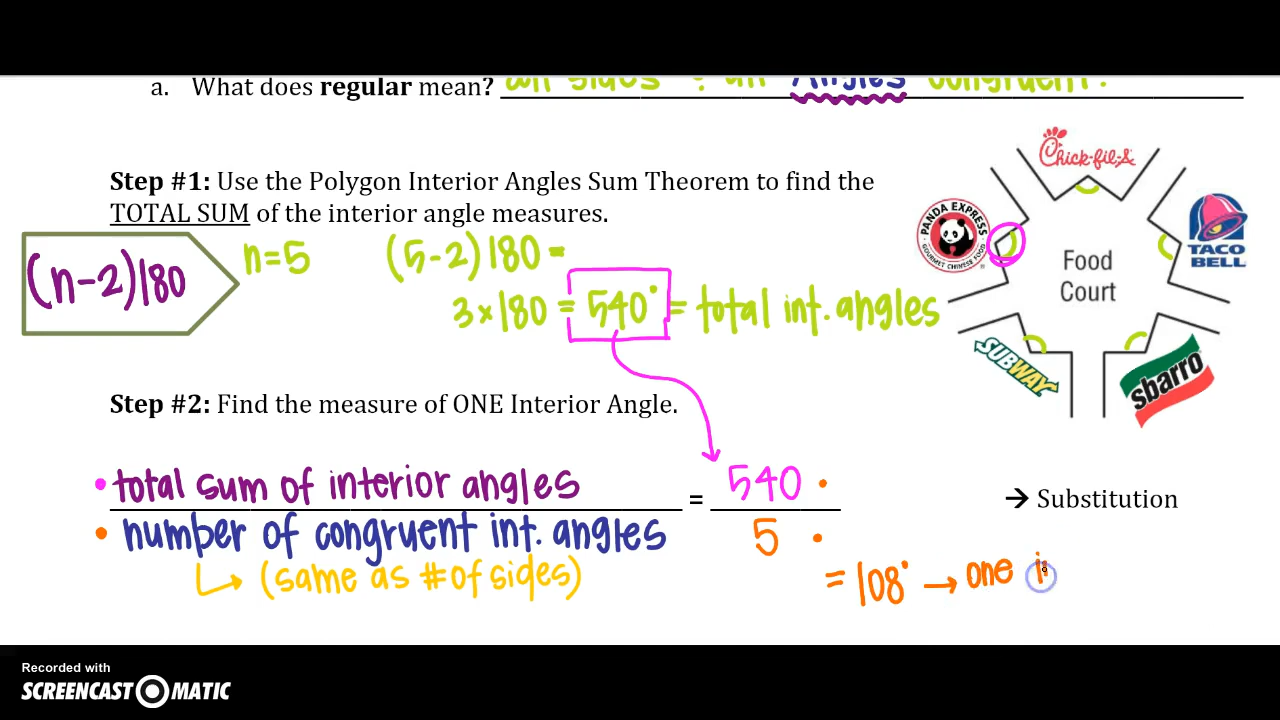 a. What does regular mean? all sides & all Angles congruent!
Step #1: Use the Polygon Interior Angles Sum Theorem to find the
TOTAL SUM of the interior angle measures.
(n-2)180
n=5
(5-2)180=
3×180 = 540° = total int. angles
Chick-fil-A
PANDA EXPRESS
GOURMET CHINESE FOOD
TACO
BELL
Food
Court
SUBWAY
sbarro
Step #2: Find the measure of ONE Interior Angle.
• total sum of interior angles = 540 •
→ Substitution
• number of congruent int. angles 5 •
↳ (same as # of sides)
= 108° → one i
Recorded with
SCREENCAST O MATIC